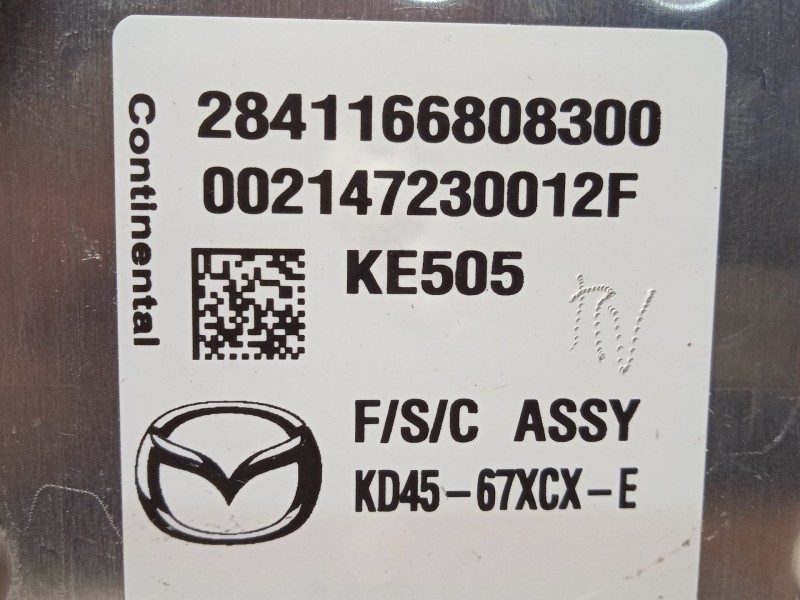 Continental
2841166808300
002147230012F
KE505
F/S/C ASSY
KD45-67XCX-E